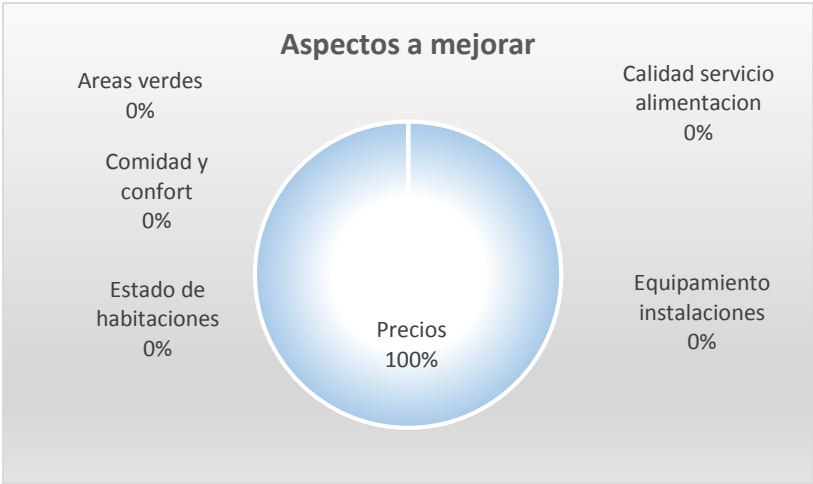 Aspectos a mejorar
Areas verdes
0%
Comidad y
confort
0%
Estado de
habitaciones
0%
Precios
100%
Calidad servicio
alimentacion
0%
Equipamiento
instalaciones
0%